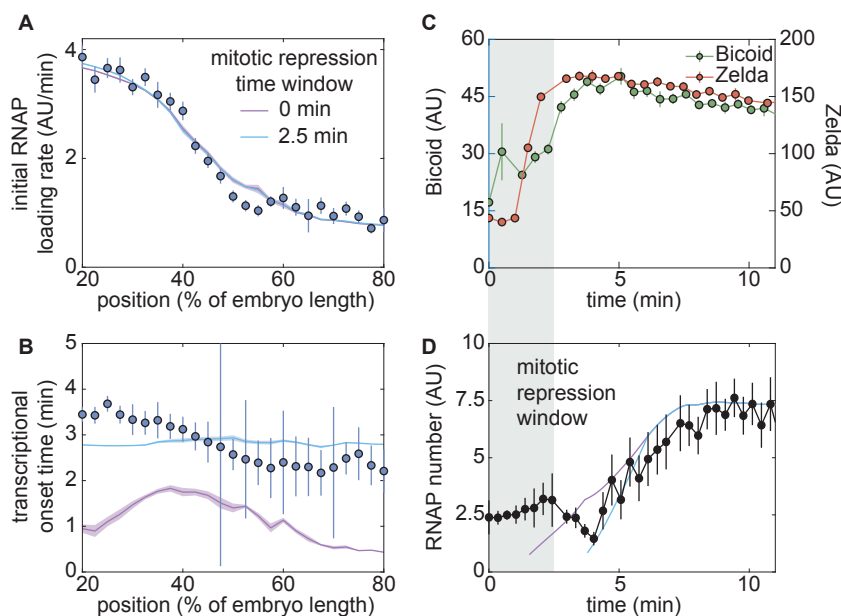 A
initial RNAP
loading rate (AU/min)
4
2
0
mitotic repression
time window
0 min
2.5 min
20 40 60 80
position (% of embryo length)
B
transcriptional
onset time (min)
5
4
3
2
1
0
20 40 60 80
position (% of embryo length)
C
Bicoid (AU)
60
45
30
15
0
Bicoid
Zelda
200
150
100
50
0
Zelda
(AU)
0 5 10
time (min)
D
RNAP number (AU)
10
7.5
5
2.5
0
mitotic
repression
window
0 5 10
time (min)